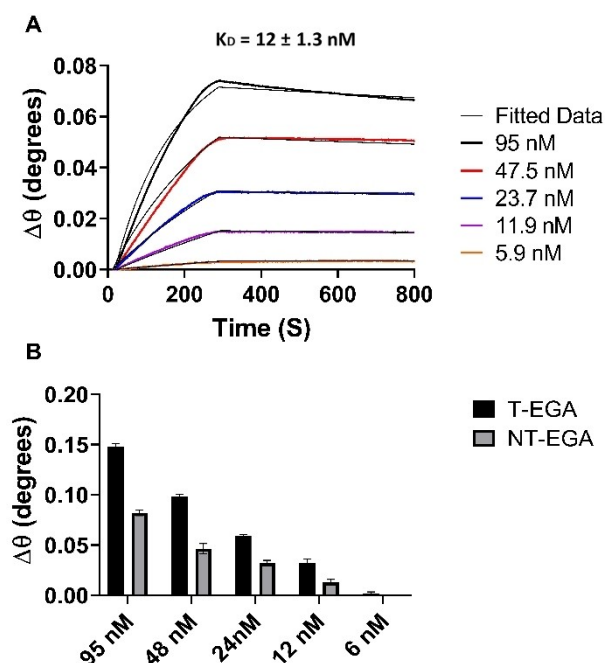 A
K_D = 12 ± 1.3 nM
Δθ (degrees)
0.08
0.06
0.04
0.02
0.00
0
200
400
600
800
Time (S)
Fitted Data
95 nM
47.5 nM
23.7 nM
11.9 nM
5.9 nM
B
Δθ (degrees)
0.20
0.15
0.10
0.05
0.00
95 nM
48 nM
24nM
12 nM
6 nM
T-EGA
NT-EGA